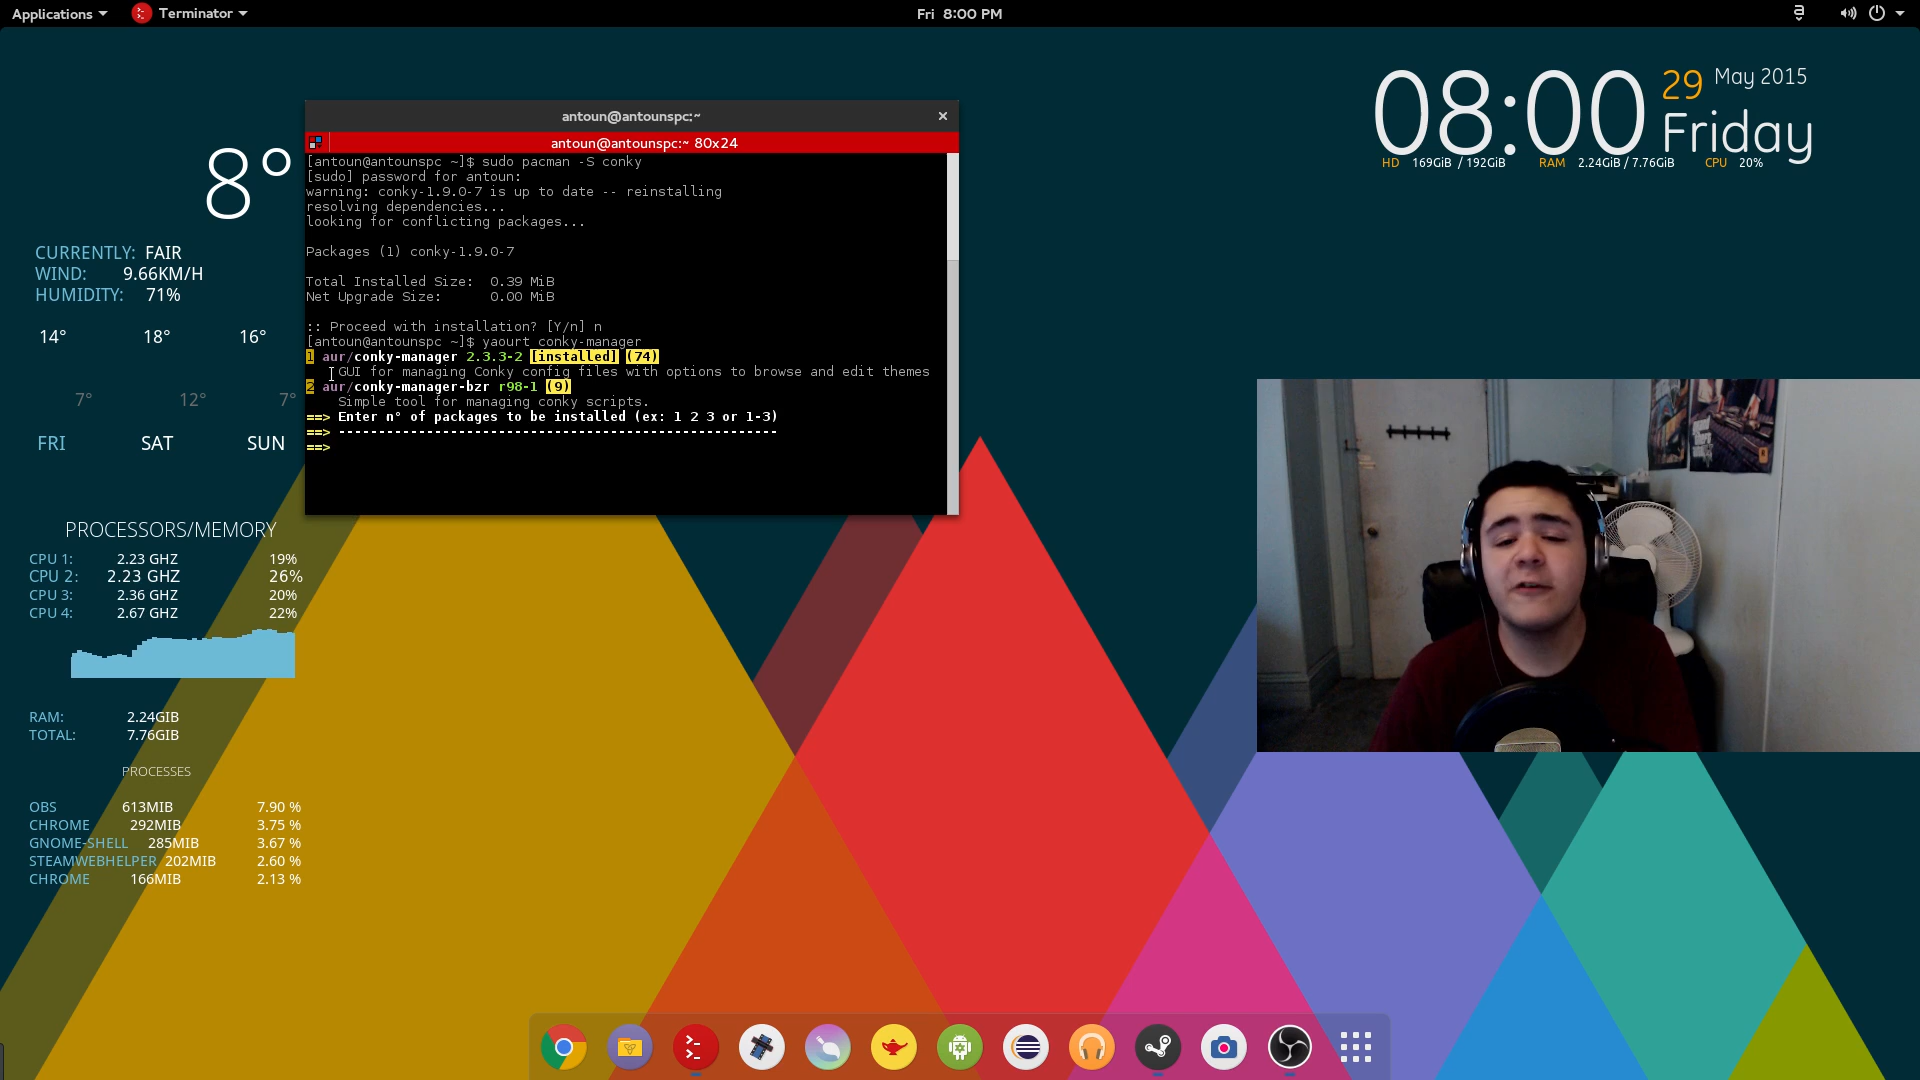 Applications
Terminator
Fri 8:00 PM
08:00
29
May 2015
Friday
HD 169GiB / 192GiB RAM 2.24GiB / 7.76GiB CPU 20%
8°
CURRENTLY: FAIR
WIND: 9.66KM/H
HUMIDITY: 71%
14° 18° 16°
7° 12° 7°
FRI SAT SUN
PROCESSORS/MEMORY
CPU 1: 2.23 GHZ 19%
CPU 2: 2.23 GHZ 26%
CPU 3: 2.36 GHZ 20%
CPU 4: 2.67 GHZ 22%
RAM: 2.24GIB
TOTAL: 7.76GIB
PROCESSES
OBS 613MIB 7.90 %
CHROME 292MIB 3.75 %
GNOME-SHELL 285MIB 3.67 %
STEAMWEBHELPER 202MIB 2.60 %
CHROME 166MIB 2.13 %
antoun@antounspc:~
antoun@antounspc:~ 80x24
[antoun@antounspc ~]$ sudo pacman -S conky
[sudo] password for antoun:
warning: conky-1.9.0-7 is up to date -- reinstalling
resolving dependencies...
looking for conflicting packages...
Packages (1) conky-1.9.0-7
Total Installed Size:  0.39 MiB
Net Upgrade Size:      0.00 MiB
:: Proceed with installation? [Y/n] n
[antoun@antounspc ~]$ yaourt conky-manager
1 aur/conky-manager 2.3.3-2 [installed] (74)
GUI for managing Conky config files with options to browse and edit themes
2 aur/conky-manager-bzr r98-1 (9)
Simple tool for managing conky scripts.
==> Enter n° of packages to be installed (ex: 1 2 3 or 1-3)
==> -------------------------------------------------------
==>